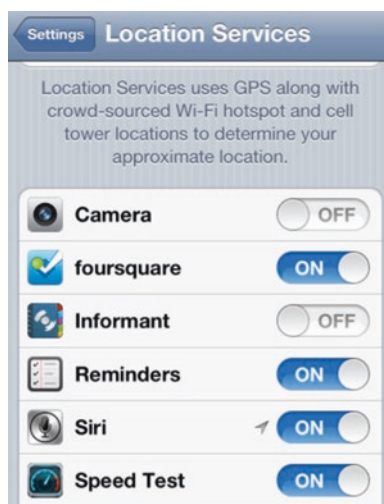 Settings Location Services
Location Services uses GPS along with
crowd-sourced Wi-Fi hotspot and cell
tower locations to determine your
approximate location.
Camera OFF
foursquare ON
Informant OFF
Reminders ON
Siri ON
Speed Test ON